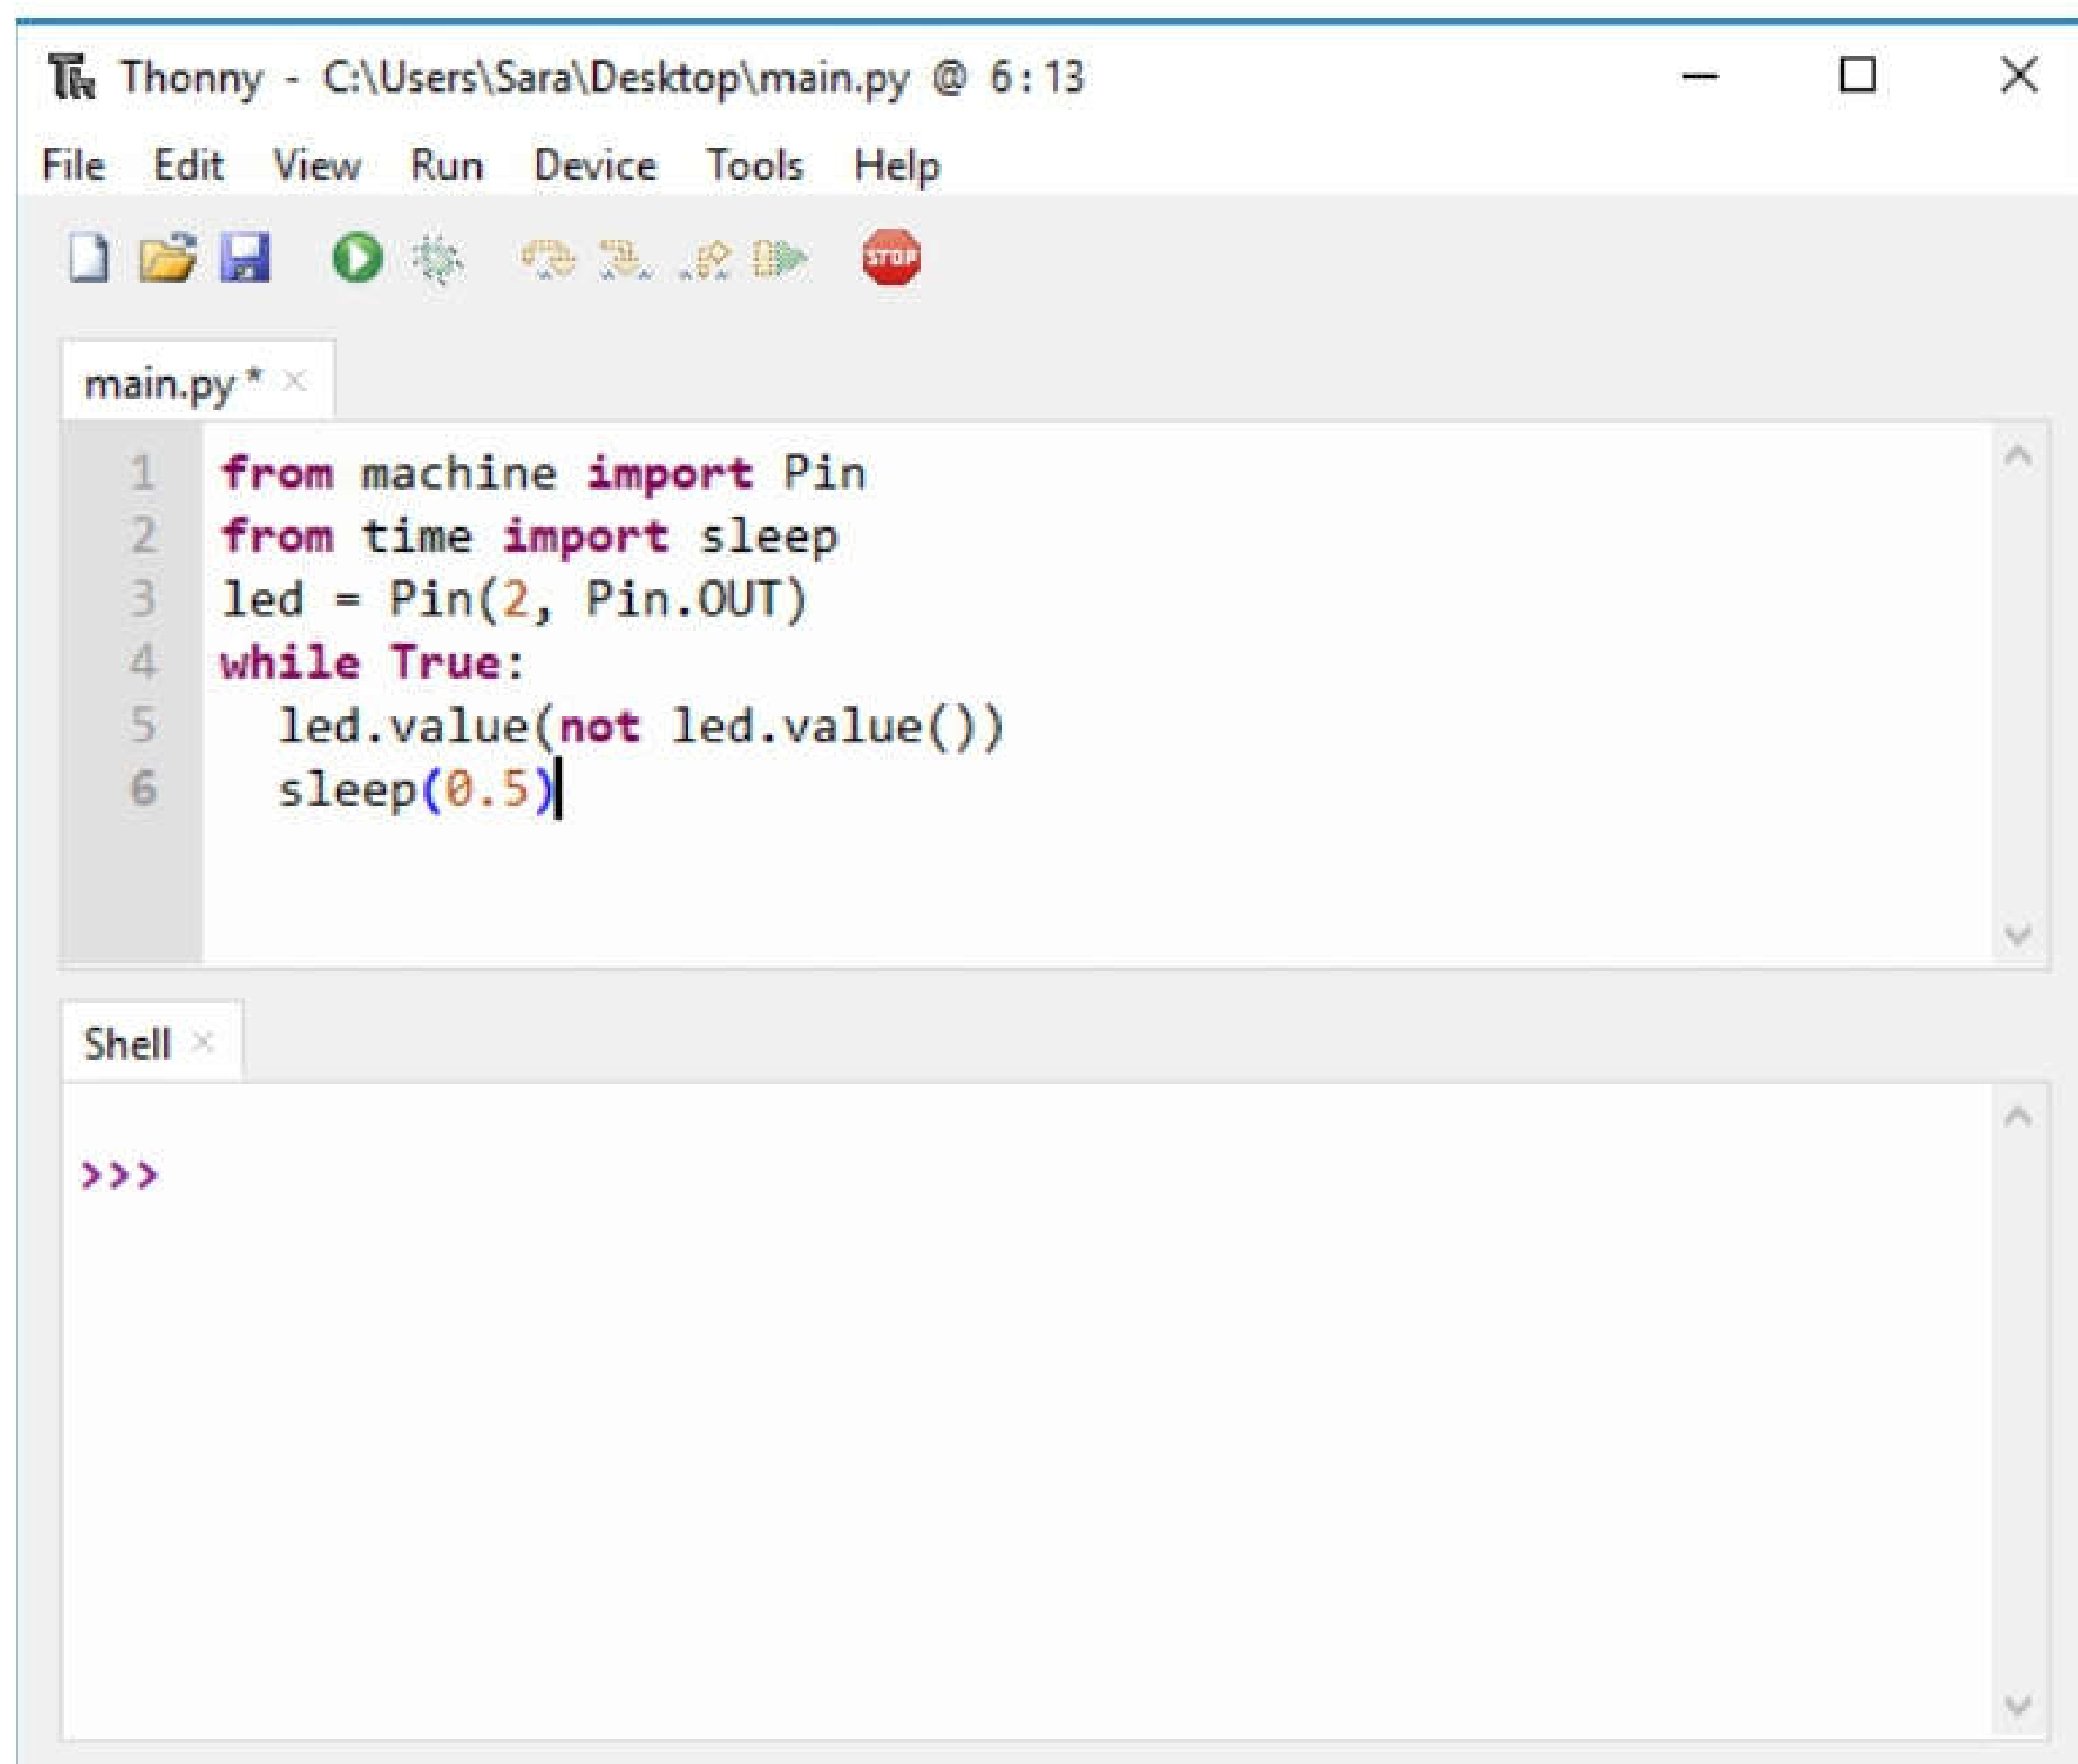 Thonny - C:\Users\Sara\Desktop\main.py @ 6:13
File Edit View Run Device Tools Help
STOP
main.py * ×
1 from machine import Pin
2 from time import sleep
3 led = Pin(2, Pin.OUT)
4 while True:
5   led.value(not led.value())
6   sleep(0.5)
Shell ×
>>>